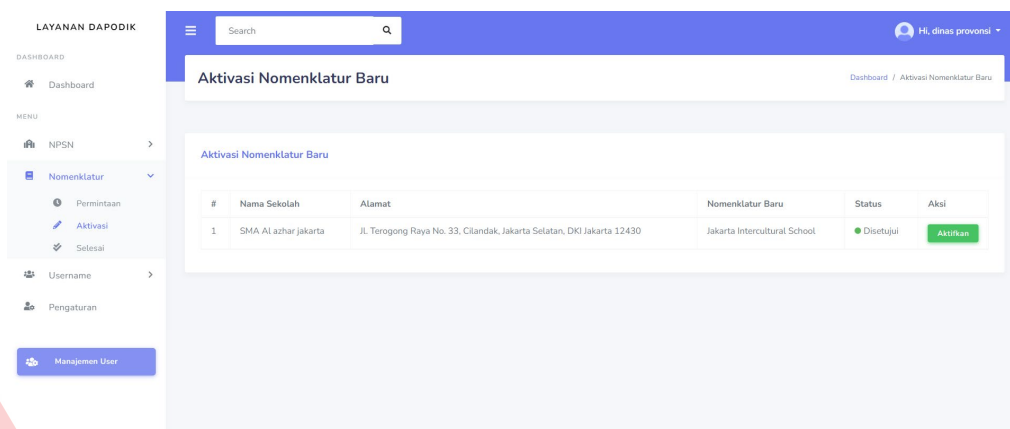 LAYANAN DAPODIK
Search
Hi, dinas provonsi
DASHBOARD
Dashboard
MENU
NPSN
Nomenklatur
Permintaan
Aktivasi
Selesai
Username
Pengaturan
Manajemen User
Aktivasi Nomenklatur Baru
Dashboard / Aktivasi Nomenklatur Baru
Aktivasi Nomenklatur Baru
# Nama Sekolah Alamat Nomenklatur Baru Status Aksi
1 SMA Al azhar jakarta Jl. Terogong Raya No. 33, Cilandak, Jakarta Selatan, DKI Jakarta 12430 Jakarta Intercultural School Disetujui Aktifkan